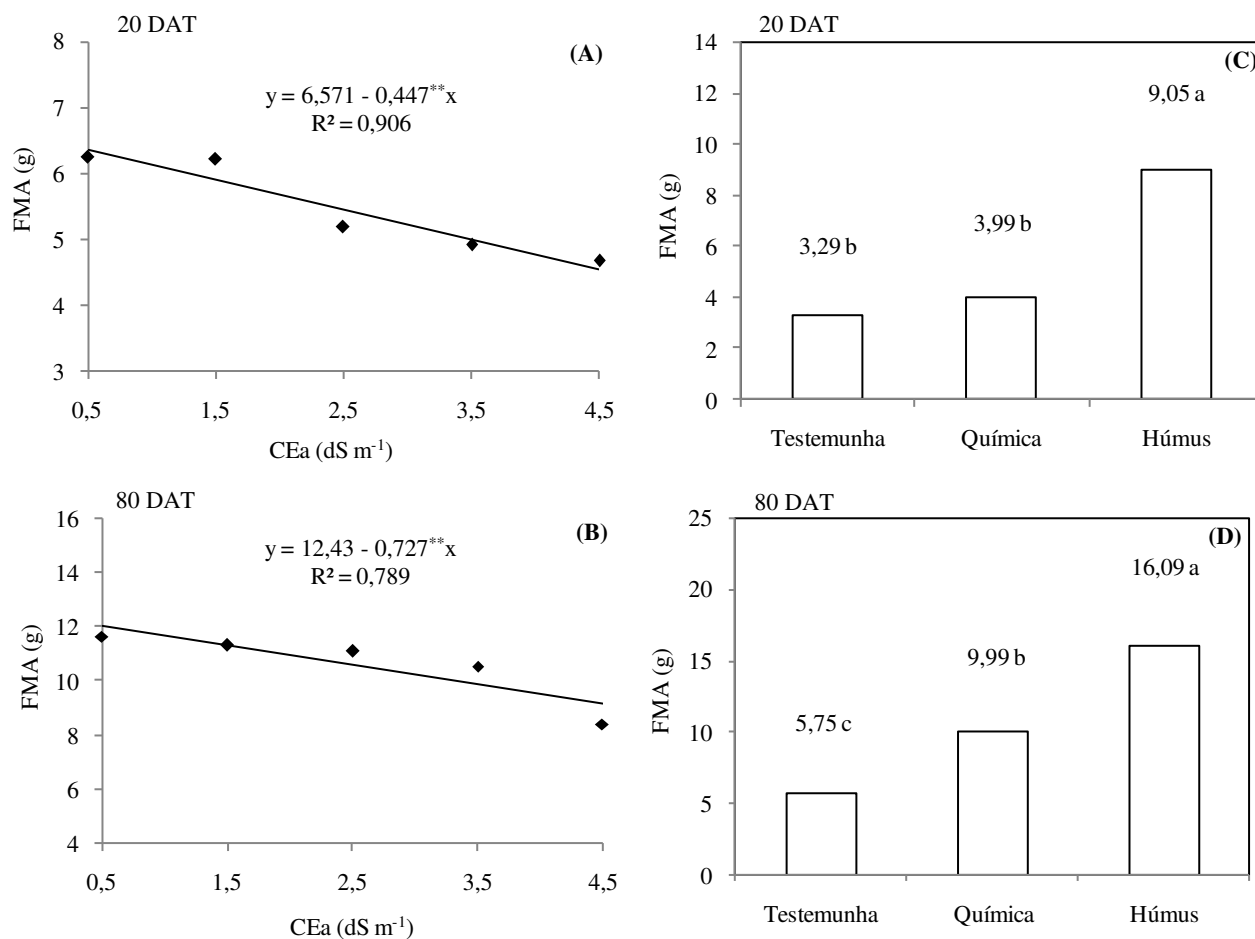 20 DAT
(A)
y = 6,571 - 0,447**x
R² = 0,906
8
7
6
5
4
3
FMA (g)
0,5 1,5 2,5 3,5 4,5
CEa (dS m-1)
20 DAT
(C)
14
12
10
8
6
4
2
0
FMA (g)
3,29 b
3,99 b
9,05 a
Testemunha Química Húmus
80 DAT
(B)
y = 12,43 - 0,727**x
R² = 0,789
16
14
12
10
8
6
4
FMA (g)
0,5 1,5 2,5 3,5 4,5
CEa (dS m-1)
80 DAT
(D)
25
20
15
10
5
0
FMA (g)
5,75 c
9,99 b
16,09 a
Testemunha Química Húmus